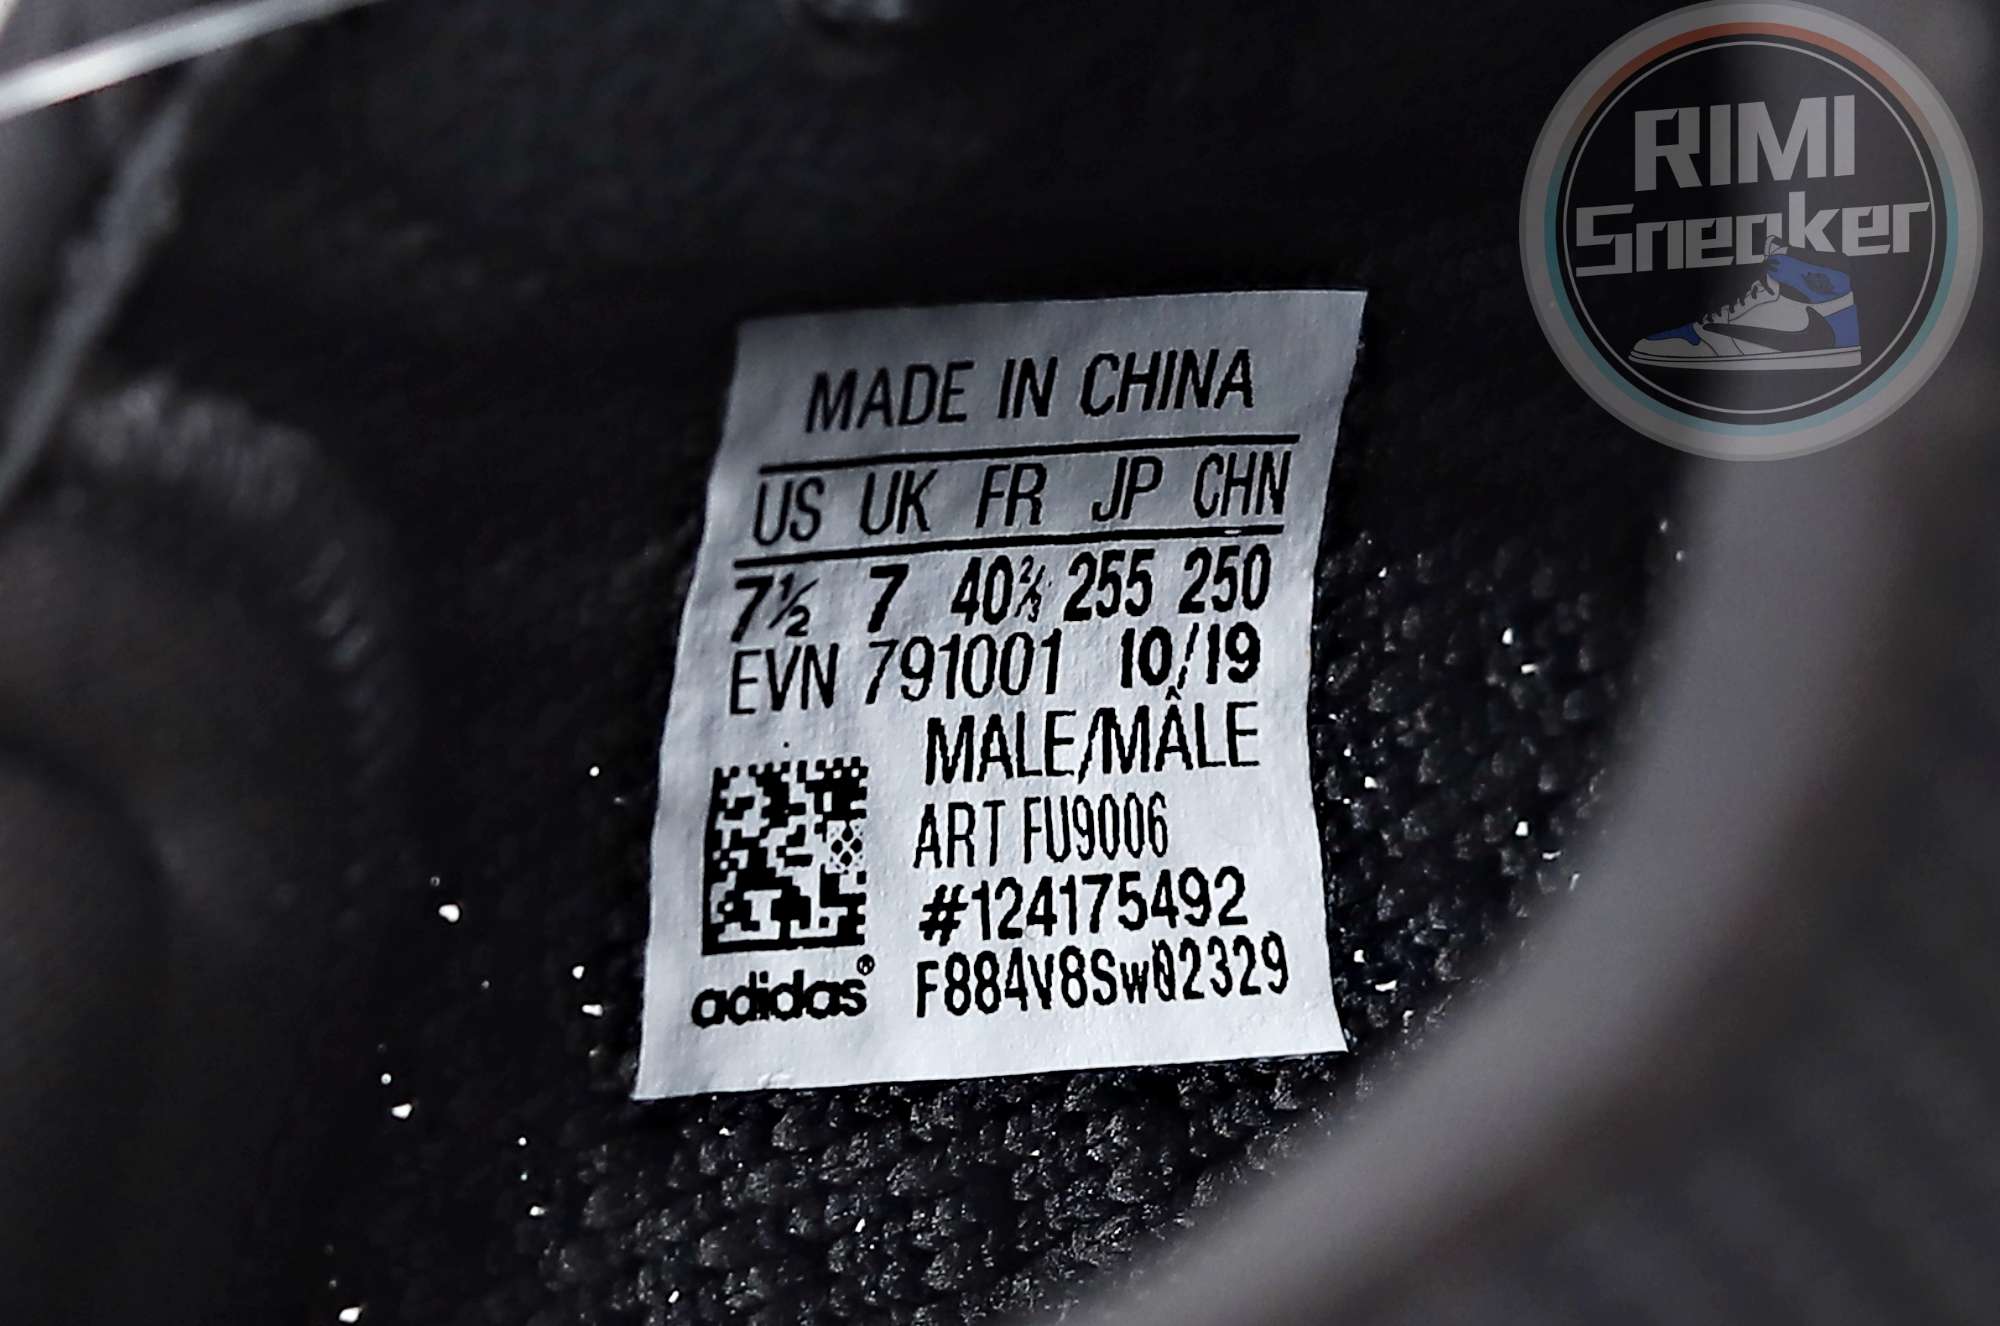 RIMI
Sneaker
MADE IN CHINA
US UK FR JP CHN
7½ 7 40⅔ 255 250
EVN 791001 10/19
MALE/MÂLE
ART FU9006
#124175492
adidas® F884V8Sw02329